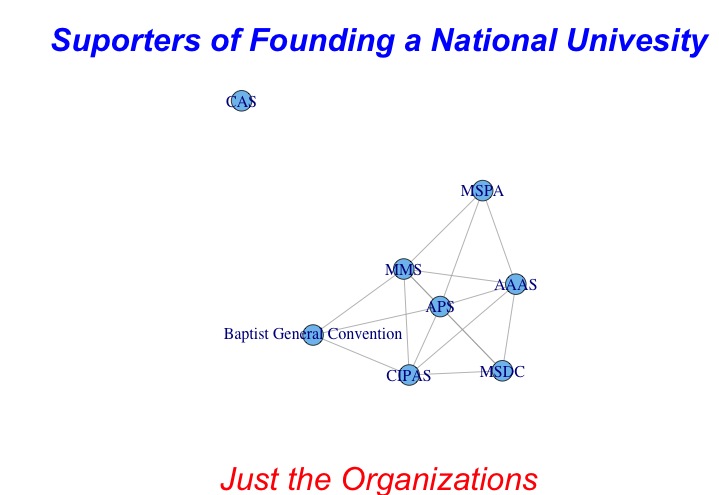 Suporters of Founding a National Univesity
CAS
MSPA
MMS
AAAS
APS
Baptist General Convention
CIPAS
MSDC
Just the Organizations